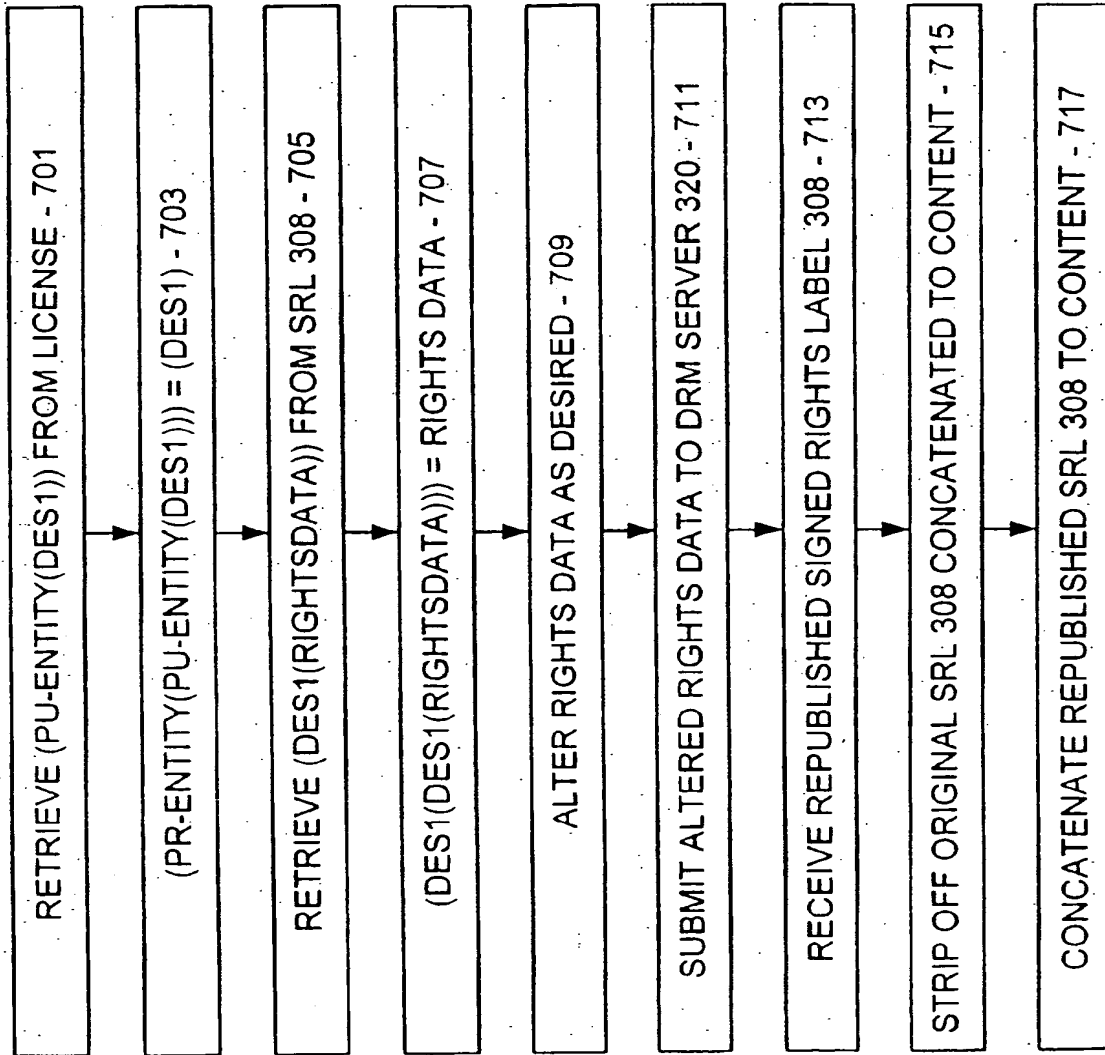 RETRIEVE (PU-ENTITY(DES1)) FROM LICENSE - 701
(PR-ENTITY(PU-ENTITY(DES1))) = (DES1) - 703
RETRIEVE (DES1(RIGHTSDATA)) FROM SRL 308 - 705
(DES1(DES1(RIGHTSDATA))) = RIGHTS DATA - 707
ALTER RIGHTS DATA AS DESIRED - 709
SUBMIT ALTERED RIGHTS DATA TO DRM SERVER 320 - 711
RECEIVE REPUBLISHED SIGNED RIGHTS LABEL 308 - 713
STRIP OFF ORIGINAL SRL 308 CONCATENATED TO CONTENT - 715
CONCATENATE REPUBLISHED SRL 308 TO CONTENT - 717